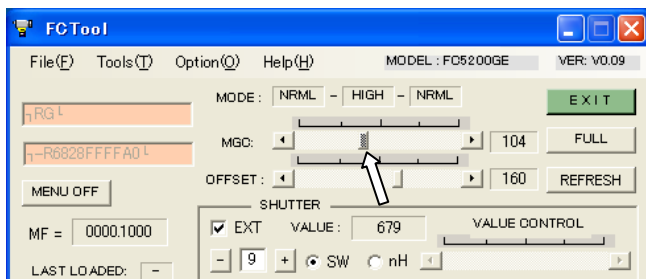 FCTool
File(F) Tools(T) Option(O) Help(H) MODEL : FC5200GE VER: V0.09
MODE : NRML - HIGH - NRML EXIT
┐RG└
MGC: 104 FULL
┐-R6828FFFFA0└
OFFSET : 160 REFRESH
MENU OFF
SHUTTER
MF = 0000.1000 EXT VALUE : 679 VALUE CONTROL
LAST LOADED: - - 9 + SW nH